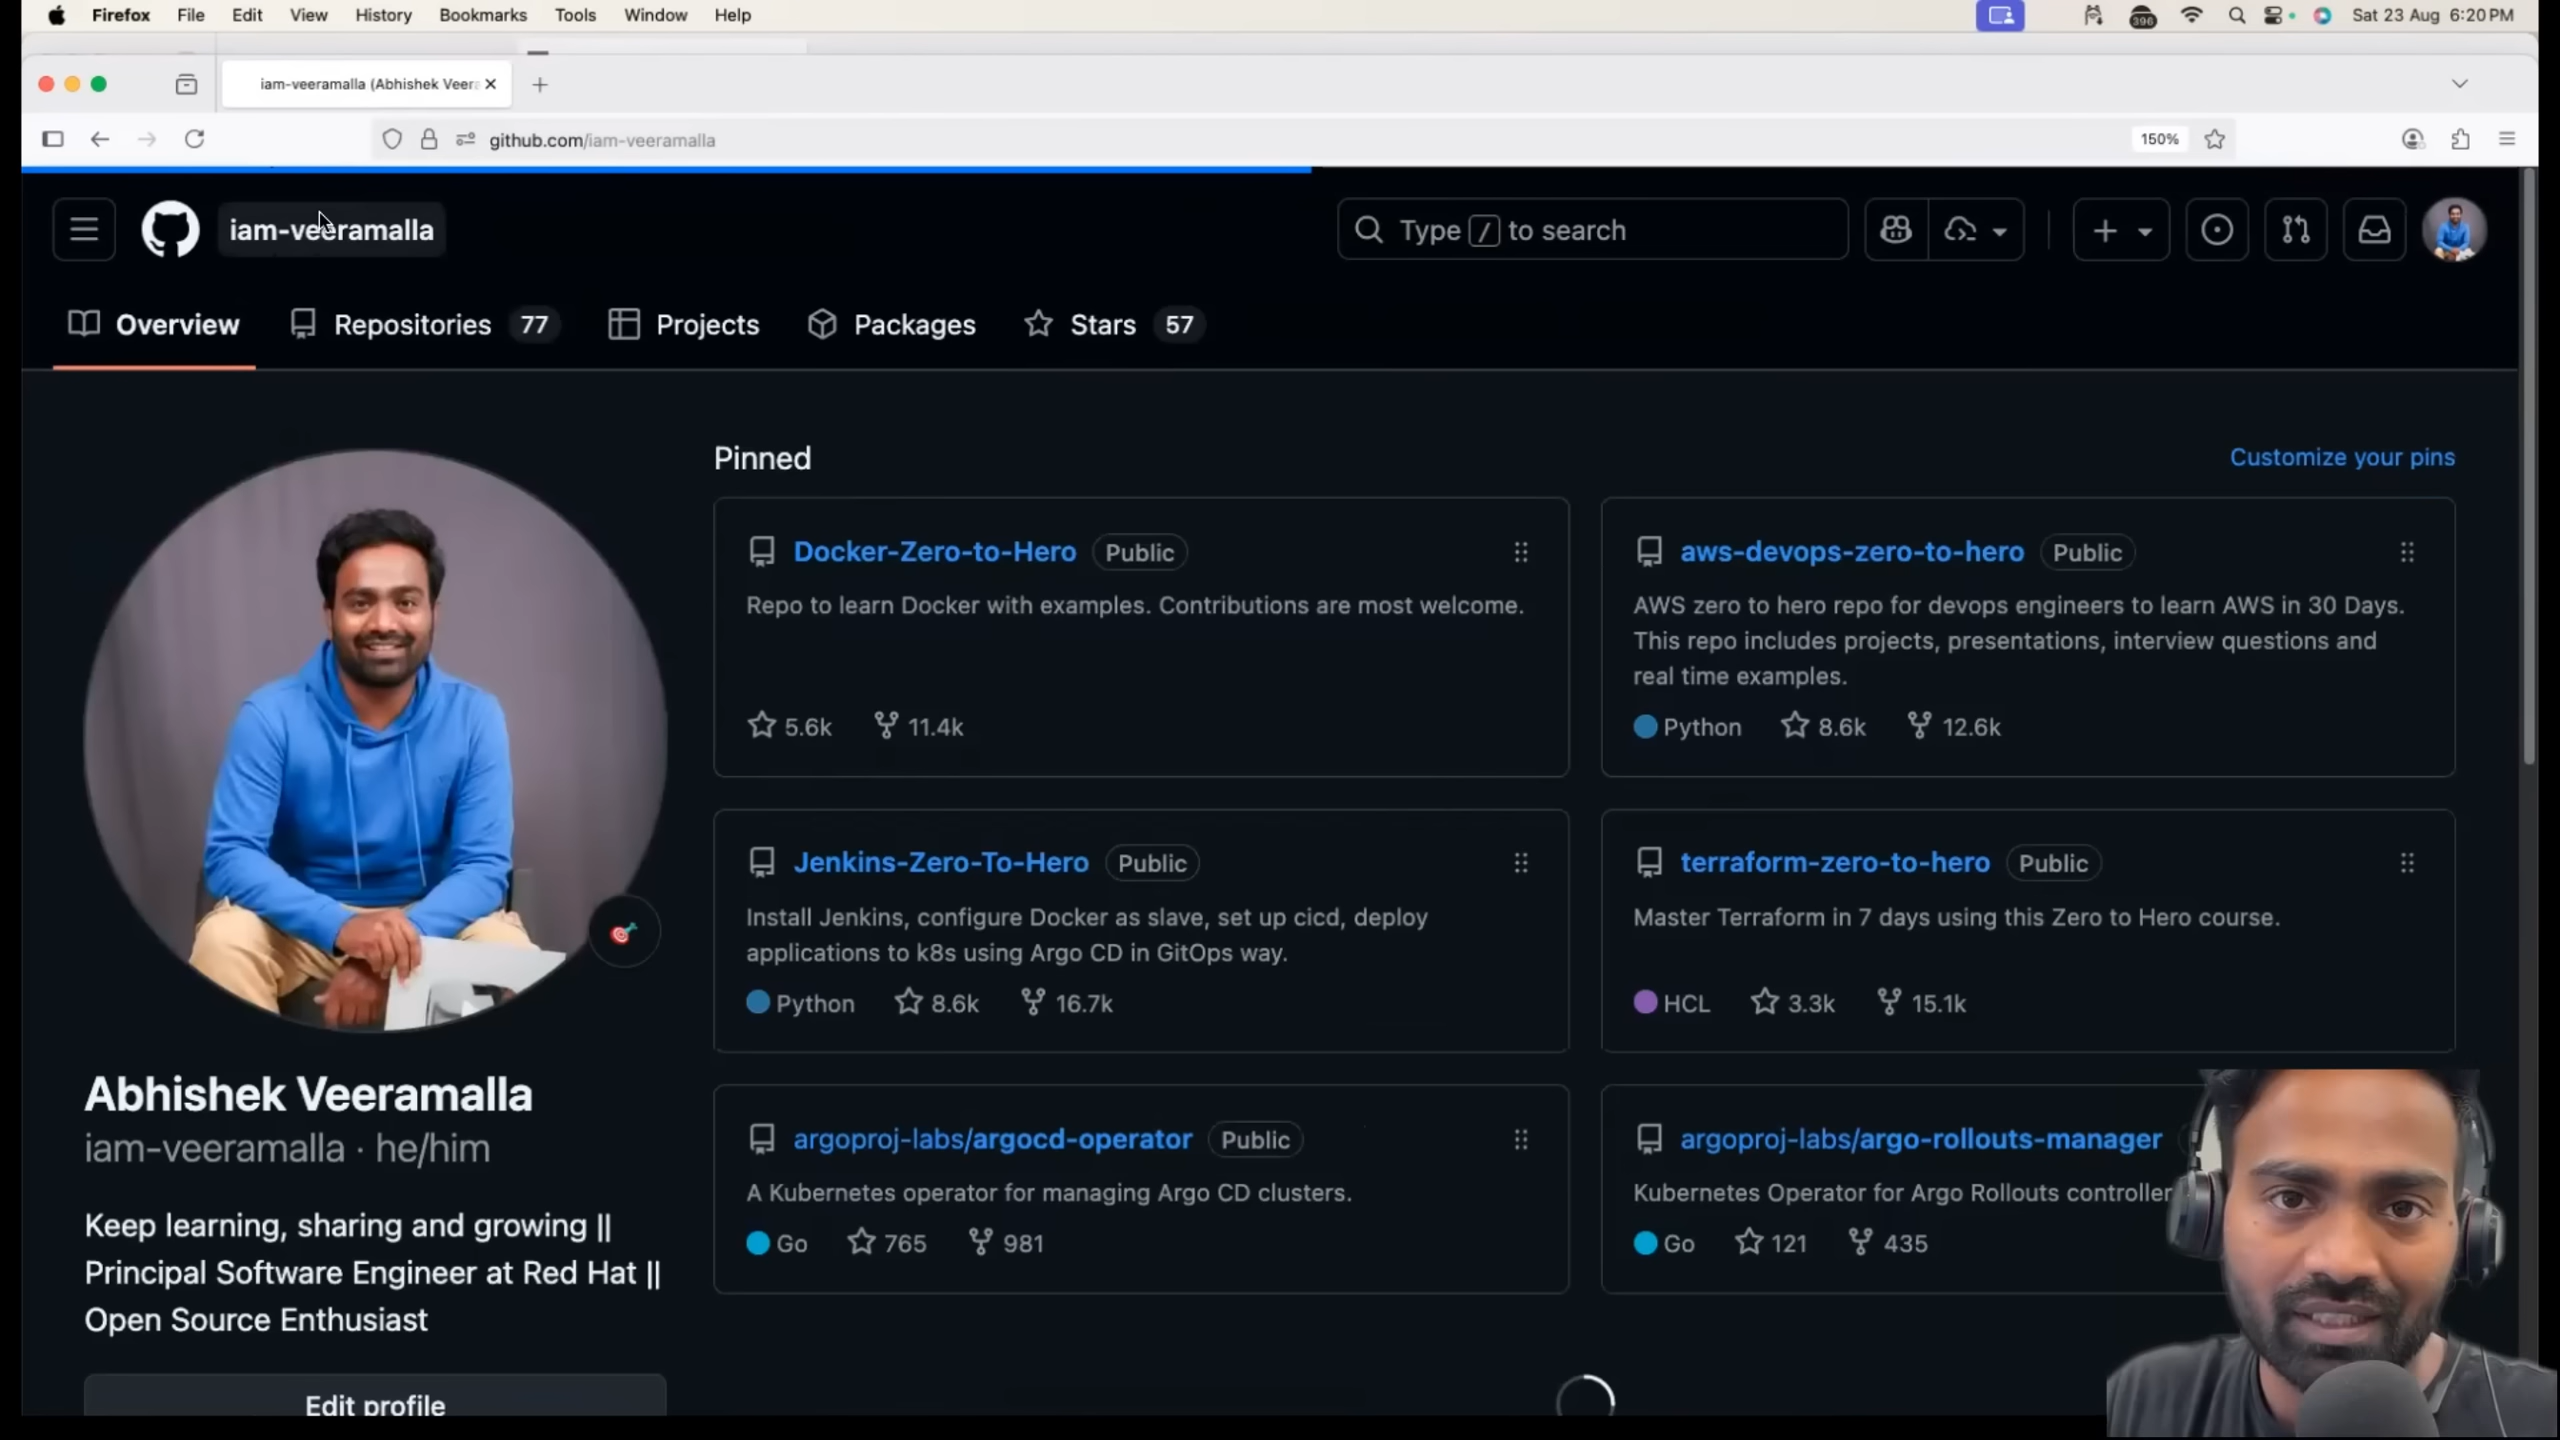 Firefox File Edit View History Bookmarks Tools Window Help
396 Sat 23 Aug 6:20 PM
iam-veeramalla (Abhishek Veer
github.com/iam-veeramalla
150%
iam-veeramalla
Type / to search
Overview Repositories 77 Projects Packages Stars 57
Pinned
Customize your pins
Docker-Zero-to-Hero Public
Repo to learn Docker with examples. Contributions are most welcome.
5.6k 11.4k
aws-devops-zero-to-hero Public
AWS zero to hero repo for devops engineers to learn AWS in 30 Days.
This repo includes projects, presentations, interview questions and
real time examples.
Python 8.6k 12.6k
Jenkins-Zero-To-Hero Public
Install Jenkins, configure Docker as slave, set up cicd, deploy
applications to k8s using Argo CD in GitOps way.
Python 8.6k 16.7k
terraform-zero-to-hero Public
Master Terraform in 7 days using this Zero to Hero course.
HCL 3.3k 15.1k
argoproj-labs/argocd-operator Public
A Kubernetes operator for managing Argo CD clusters.
Go 765 981
argoproj-labs/argo-rollouts-manager
Kubernetes Operator for Argo Rollouts controller
Go 121 435
Abhishek Veeramalla
iam-veeramalla · he/him
Keep learning, sharing and growing ||
Principal Software Engineer at Red Hat ||
Open Source Enthusiast
Edit profile